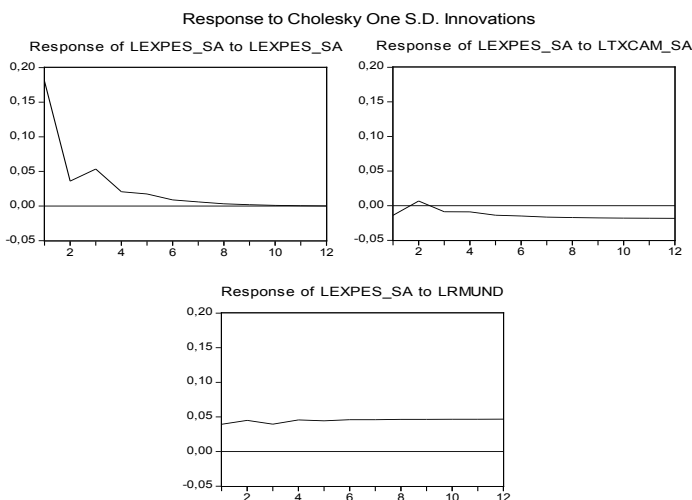 Response to Cholesky One S.D. Innovations
Response of LEXPES_SA to LEXPES_SA
0,20
0,15
0,10
0,05
0,00
-0,05
2 4 6 8 10 12
Response of LEXPES_SA to LTXCAM_SA
0,20
0,15
0,10
0,05
0,00
-0,05
2 4 6 8 10 12
Response of LEXPES_SA to LRMUND
0,20
0,15
0,10
0,05
0,00
-0,05
2 4 6 8 10 12